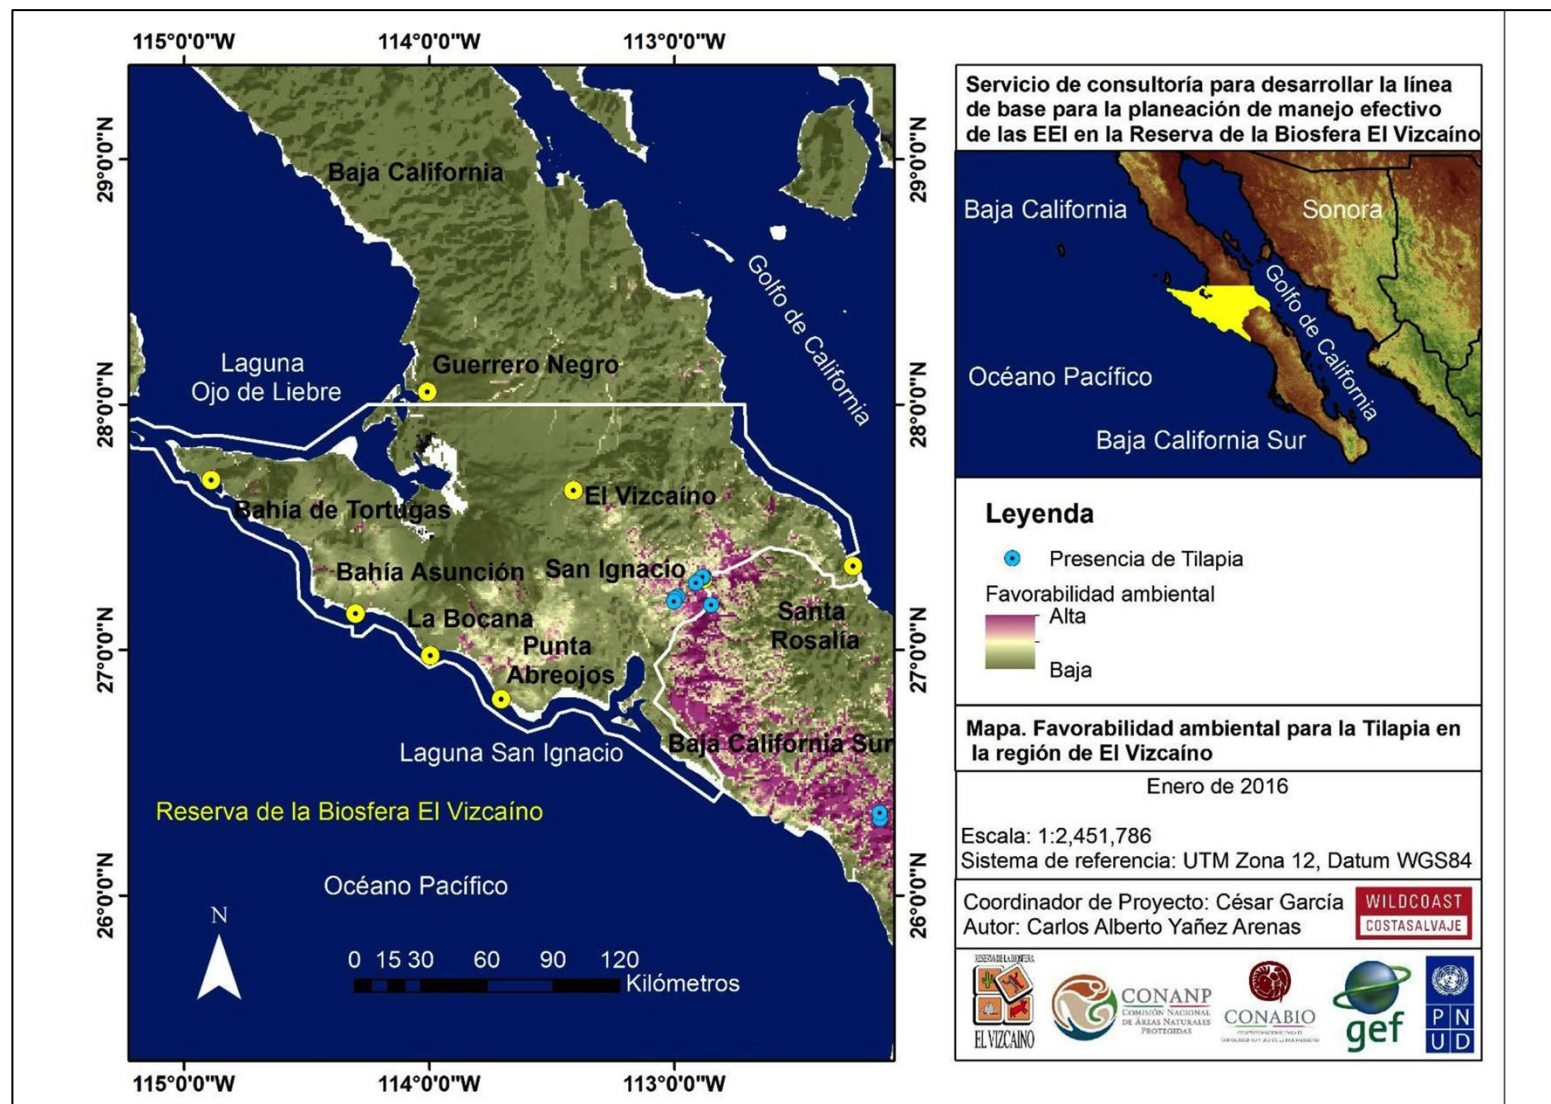 115°0'0"W 114°0'0"W 113°0'0"W
29°0'0"N
28°0'0"N
27°0'0"N
26°0'0"N
Baja California
Golfo de California
Laguna
Ojo de Liebre
Guerrero Negro
El Vizcaíno
Bahía de Tortugas
Bahía Asunción
San Ignacio
La Bocana
Santa
Rosalía
Punta
Abreojos
Baja California Sur
Laguna San Ignacio
Reserva de la Biosfera El Vizcaíno
Océano Pacífico
N
0 15 30 60 90 120
Kilómetros
29°0'0"N
28°0'0"N
27°0'0"N
26°0'0"N
115°0'0"W 114°0'0"W 113°0'0"W
Servicio de consultoría para desarrollar la línea
de base para la planeación de manejo efectivo
de las EEI en la Reserva de la Biosfera El Vizcaíno
Baja California
Sonora
Golfo de California
Océano Pacífico
Baja California Sur
Leyenda
Presencia de Tilapia
Favorabilidad ambiental
Alta
Baja
Mapa. Favorabilidad ambiental para la Tilapia en
la región de El Vizcaíno
Enero de 2016
Escala: 1:2,451,786
Sistema de referencia: UTM Zona 12, Datum WGS84
Coordinador de Proyecto: César García
Autor: Carlos Alberto Yañez Arenas
WILDCOAST
COSTASALVAJE
RESERVA DE LA BIOSFERA
EL VIZCAINO
CONANP
COMISIÓN NACIONAL
DE ÁREAS NATURALES
PROTEGIDAS
CONABIO
gef
P N
U D